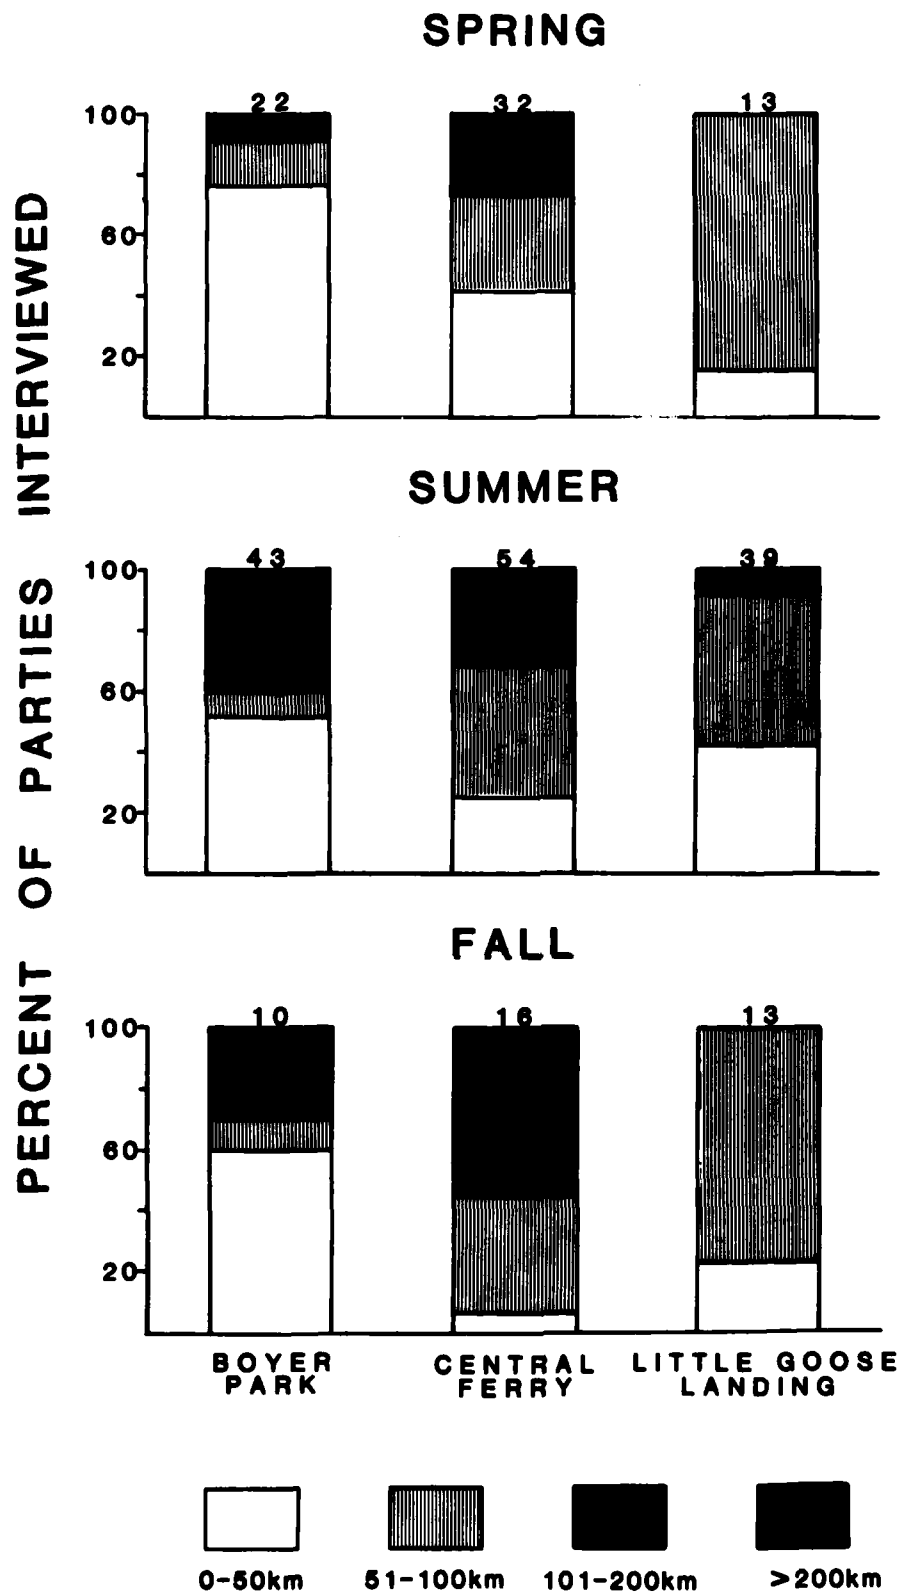 SPRING
22 32 13
100
60
20
SUMMER
43 54 39
100
60
20
FALL
10 16 13
100
60
20
PERCENT OF PARTIES INTERVIEWED
BOYER CENTRAL LITTLE GOOSE
PARK FERRY LANDING
0-50km 51-100km 101-200km >200km